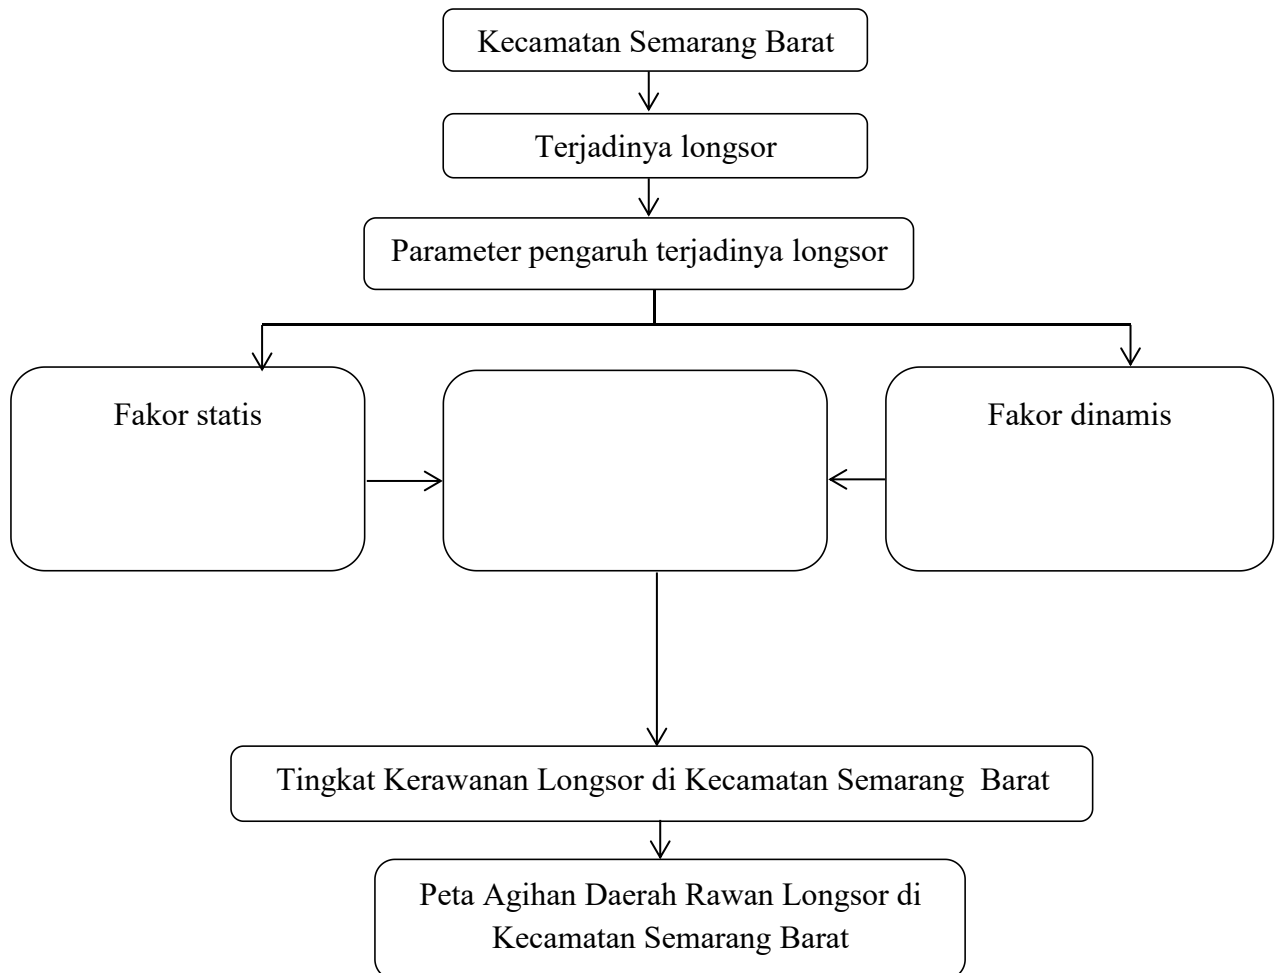 Kecamatan Semarang Barat
Terjadinya longsor
Parameter pengaruh terjadinya longsor
Fakor statis
Fakor dinamis
Tingkat Kerawanan Longsor di Kecamatan Semarang  Barat
Peta Agihan Daerah Rawan Longsor di
Kecamatan Semarang Barat